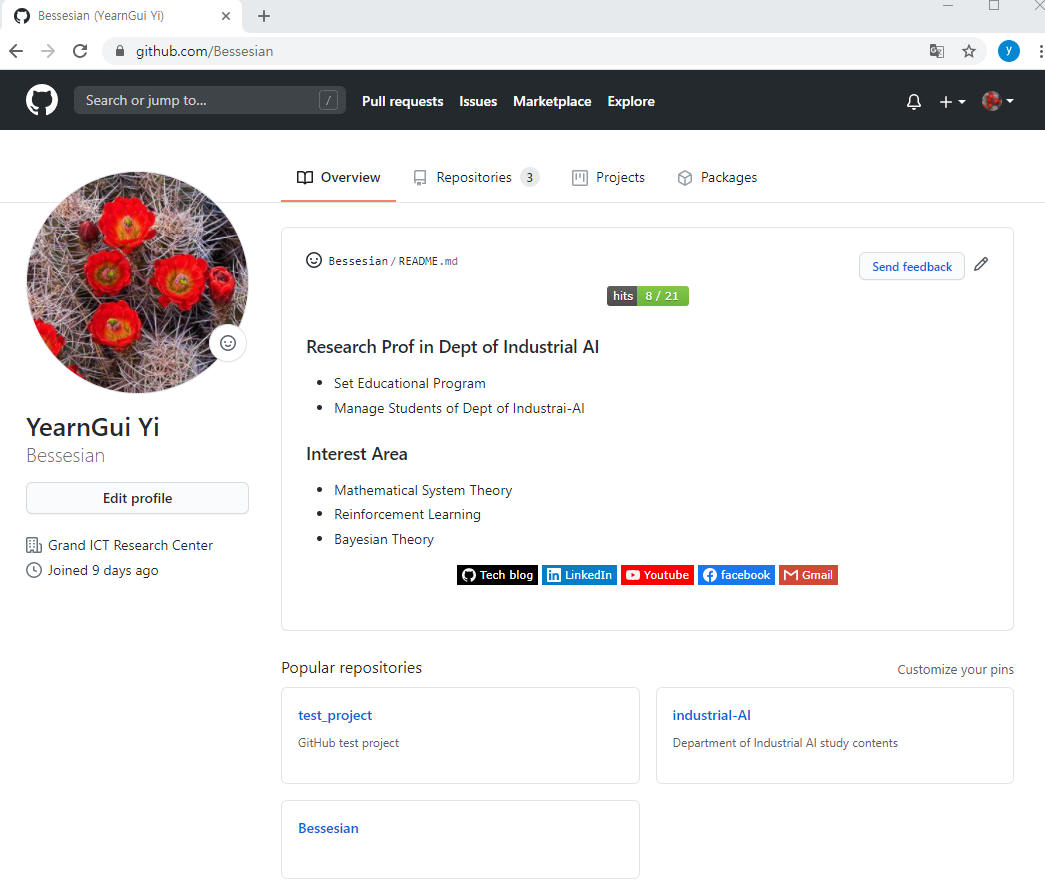 Bessesian (YearnGui Yi)
github.com/Bessesian
y
Search or jump to... /
Pull requests
Issues
Marketplace
Explore
Overview
Repositories 3
Projects
Packages
Bessesian / README.md
Send feedback
hits 8 / 21
Research Prof in Dept of Industrial AI
Set Educational Program
Manage Students of Dept of Industrai-AI
Interest Area
Mathematical System Theory
Reinforcement Learning
Bayesian Theory
Tech blog LinkedIn Youtube facebook Gmail
YearnGui Yi
Bessesian
Edit profile
Grand ICT Research Center
Joined 9 days ago
Popular repositories
Customize your pins
test_project
GitHub test project
industrial-AI
Department of Industrial AI study contents
Bessesian